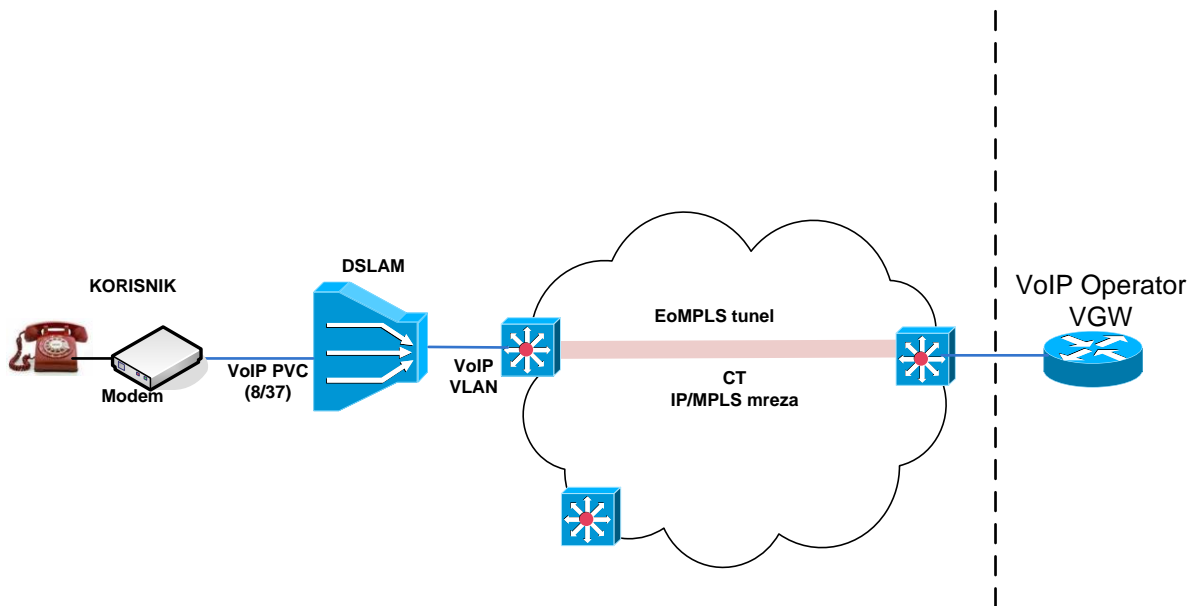 KORISNIK
Modem
VoIP PVC
(8/37)
DSLAM
VoIP
VLAN
EoMPLS tunel
CT
IP/MPLS mreza
VoIP Operator
VGW